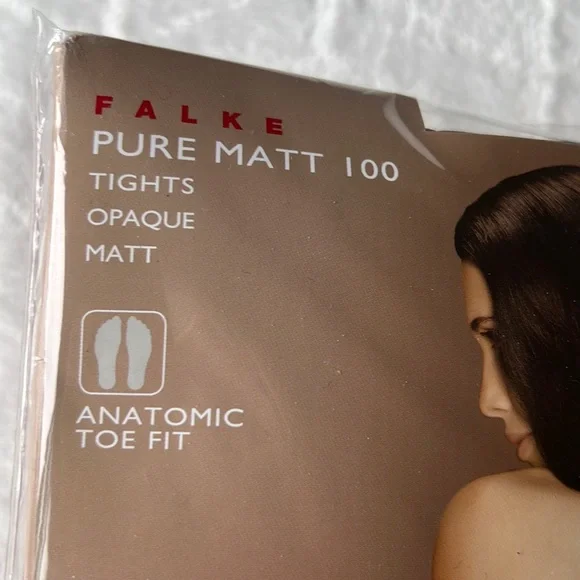 FALKE
PURE MATT 100
TIGHTS
OPAQUE
MATT
ANATOMIC
TOE FIT